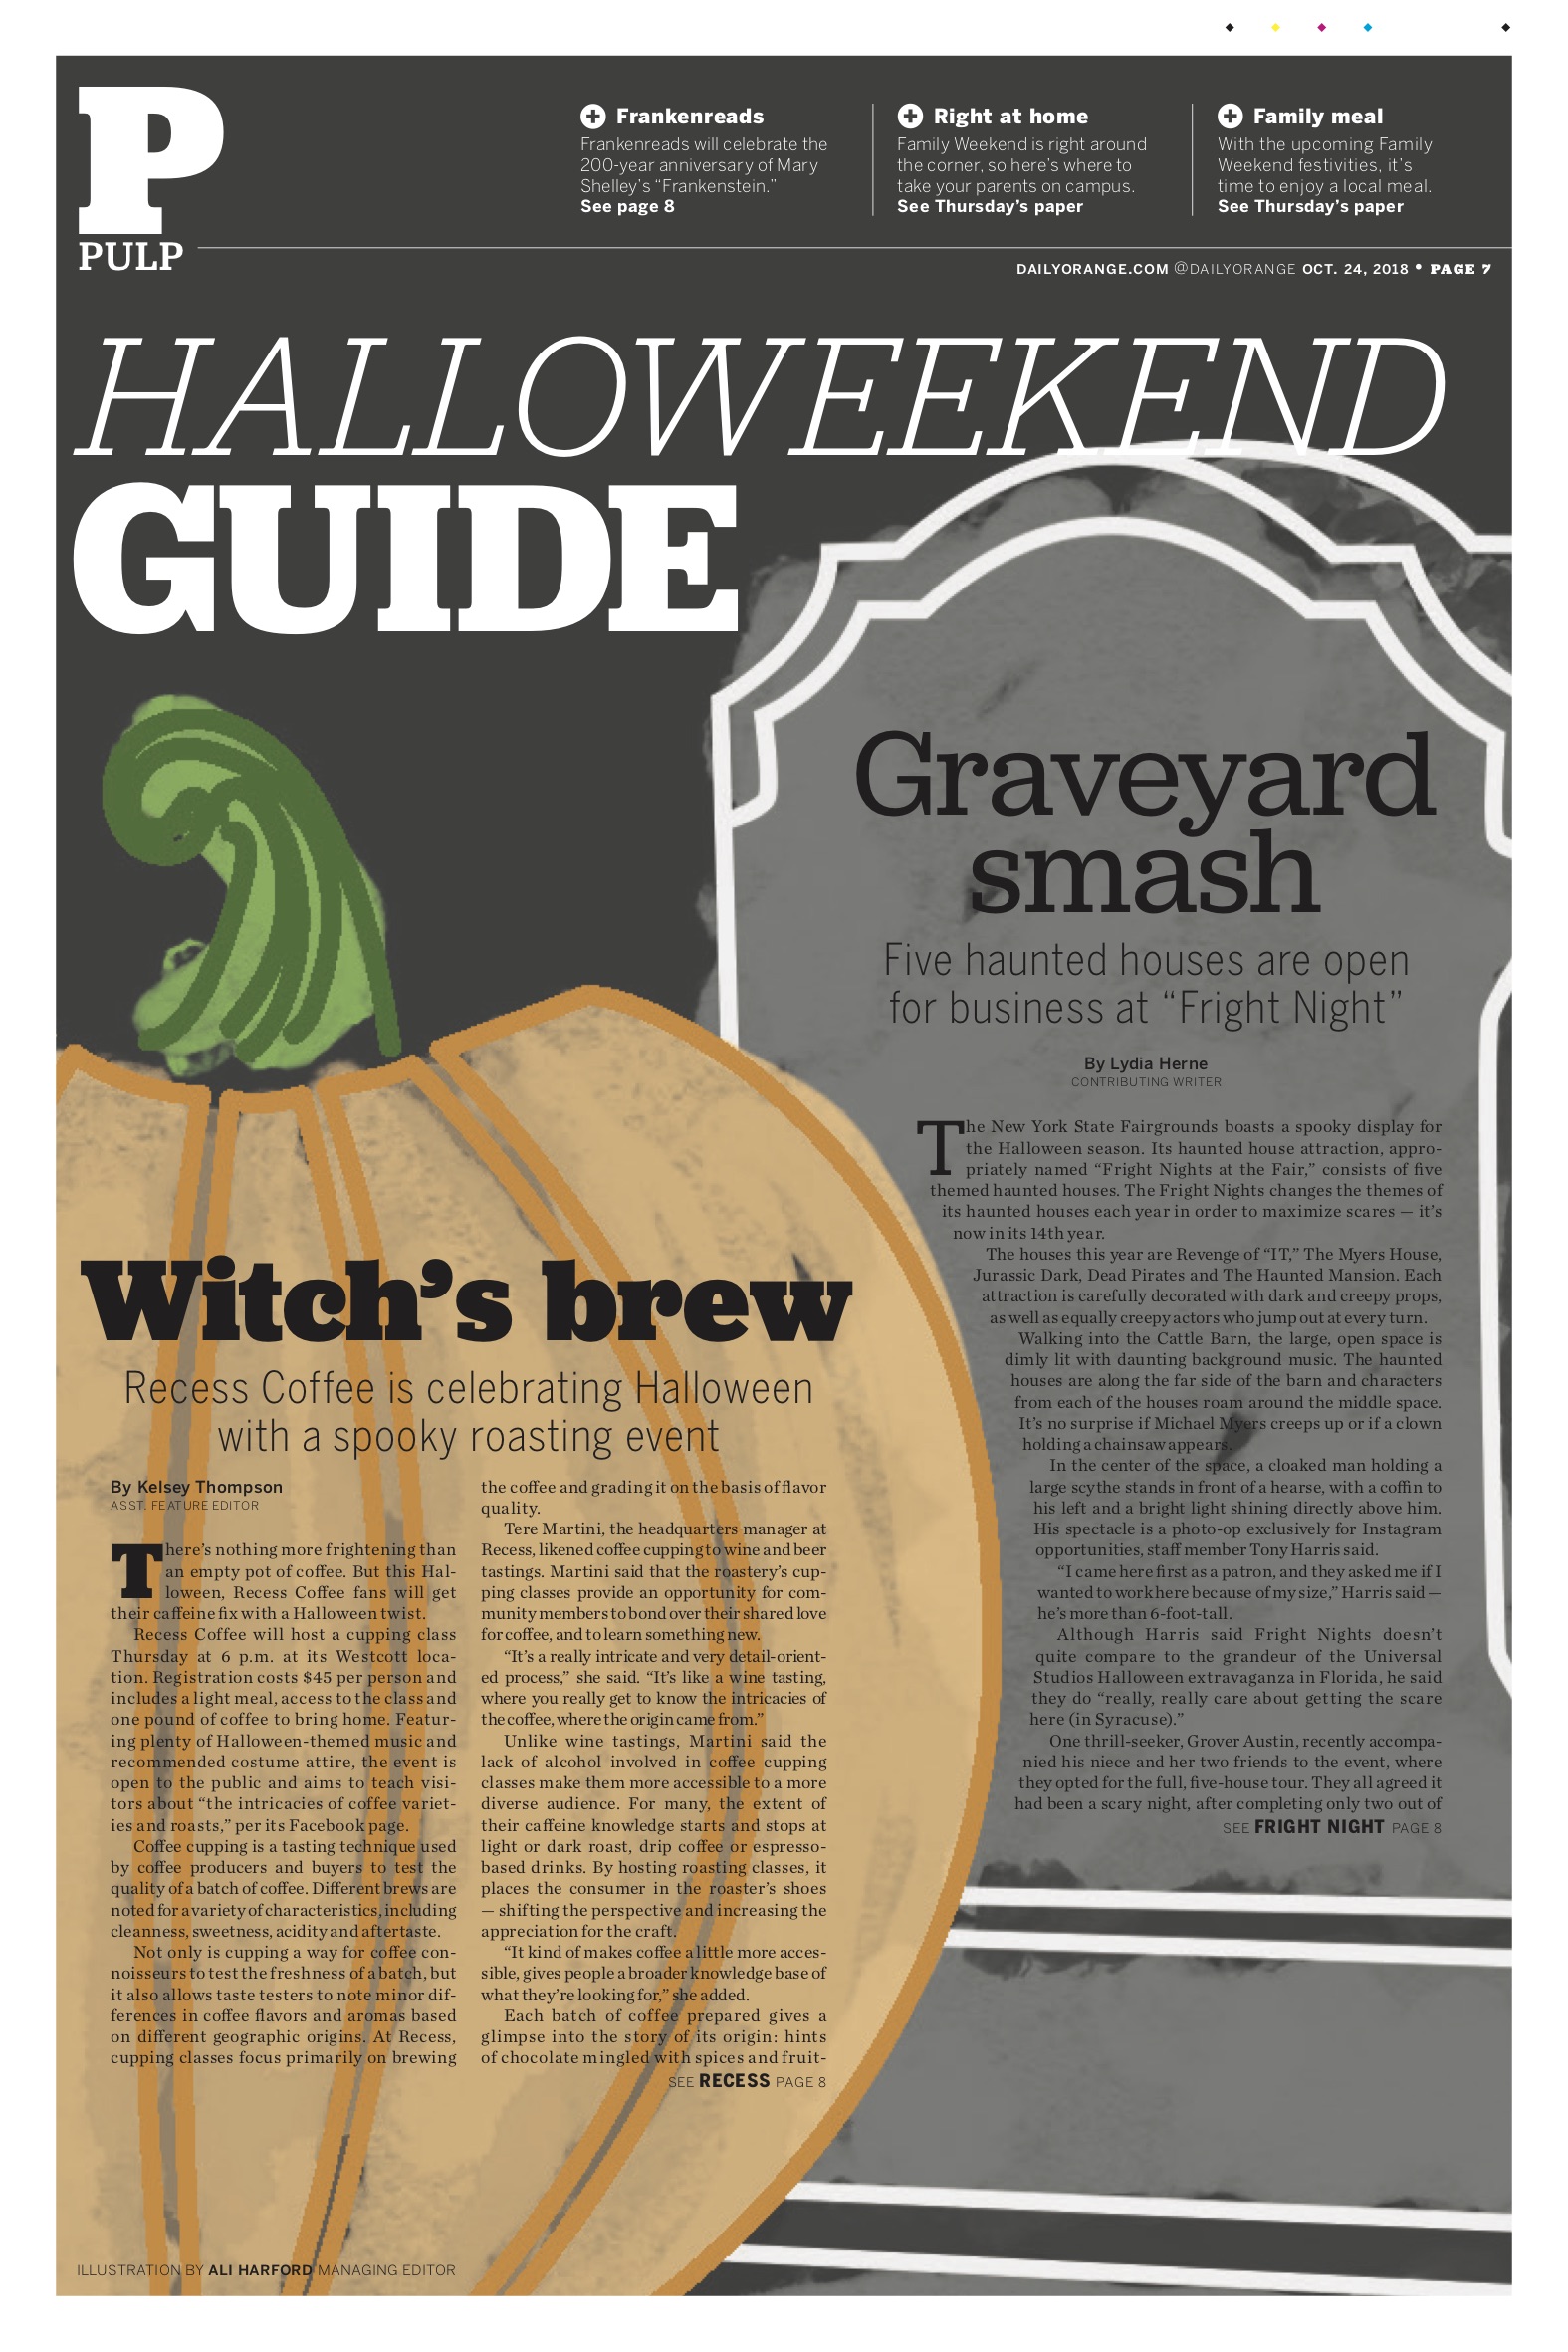 P
PULP
Frankenreads
Frankenreads will celebrate the
200-year anniversary of Mary
Shelley's “Frankenstein.”
See page 8
Right at home
Family Weekend is right around
the corner, so here's where to
take your parents on campus.
See Thursday's paper
Family meal
With the upcoming Family
Weekend festivities, it's
time to enjoy a local meal.
See Thursday's paper
DAILYORANGE.COM @DAILYORANGE OCT. 24, 2018 • PAGE 7
HALLOWEEKEND
GUIDE
Graveyard
smash
Five haunted houses are open
for business at “Fright Night”
By Lydia Herne
CONTRIBUTING WRITER
The New York State Fairgrounds boasts a spooky display for
the Halloween season. Its haunted house attraction, appro-
priately named “Fright Nights at the Fair,” consists of five
themed haunted houses. The Fright Nights changes the themes of
its haunted houses each year in order to maximize scares — it's
now in its 14th year.
The houses this year are Revenge of “IT,” The Myers House,
Jurassic Dark, Dead Pirates and The Haunted Mansion. Each
attraction is carefully decorated with dark and creepy props,
as well as equally creepy actors who jump out at every turn.
Walking into the Cattle Barn, the large, open space is
dimly lit with daunting background music. The haunted
houses are along the far side of the barn and characters
from each of the houses roam around the middle space.
It's no surprise if Michael Myers creeps up or if a clown
holding a chainsaw appears.
In the center of the space, a cloaked man holding a
large scythe stands in front of a hearse, with a coffin to
his left and a bright light shining directly above him.
His spectacle is a photo-op exclusively for Instagram
opportunities, staff member Tony Harris said.
“I came here first as a patron, and they asked me if I
wanted to work here because of my size,” Harris said —
he's more than 6-foot-tall.
Although Harris said Fright Nights doesn't
quite compare to the grandeur of the Universal
Studios Halloween extravaganza in Florida, he said
they do “really, really care about getting the scare
here (in Syracuse).”
One thrill-seeker, Grover Austin, recently accompa-
nied his niece and her two friends to the event, where
they opted for the full, five-house tour. They all agreed it
had been a scary night, after completing only two out of
SEE FRIGHT NIGHT PAGE 8
Witch's brew
Recess Coffee is celebrating Halloween
with a spooky roasting event
By Kelsey Thompson
ASST. FEATURE EDITOR
There's nothing more frightening than
an empty pot of coffee. But this Hal-
loween, Recess Coffee fans will get
their caffeine fix with a Halloween twist.
Recess Coffee will host a cupping class
Thursday at 6 p.m. at its Westcott loca-
tion. Registration costs $45 per person and
includes a light meal, access to the class and
one pound of coffee to bring home. Featur-
ing plenty of Halloween-themed music and
recommended costume attire, the event is
open to the public and aims to teach visi-
tors about “the intricacies of coffee variet-
ies and roasts,” per its Facebook page.
Coffee cupping is a tasting technique used
by coffee producers and buyers to test the
quality of a batch of coffee. Different brews are
noted for a variety of characteristics, including
cleanness, sweetness, acidity and aftertaste.
Not only is cupping a way for coffee con-
noisseurs to test the freshness of a batch, but
it also allows taste testers to note minor dif-
ferences in coffee flavors and aromas based
on different geographic origins. At Recess,
cupping classes focus primarily on brewing
the coffee and grading it on the basis of flavor
quality.
Tere Martini, the headquarters manager at
Recess, likened coffee cupping to wine and beer
tastings. Martini said that the roastery's cup-
ping classes provide an opportunity for com-
munity members to bond over their shared love
for coffee, and to learn something new.
“It's a really intricate and very detail-orient-
ed process,” she said. “It's like a wine tasting,
where you really get to know the intricacies of
the coffee, where the origin came from.”
Unlike wine tastings, Martini said the
lack of alcohol involved in coffee cupping
classes make them more accessible to a more
diverse audience. For many, the extent of
their caffeine knowledge starts and stops at
light or dark roast, drip coffee or espresso-
based drinks. By hosting roasting classes, it
places the consumer in the roaster's shoes
— shifting the perspective and increasing the
appreciation for the craft.
“It kind of makes coffee a little more acces-
sible, gives people a broader knowledge base of
what they're looking for,” she added.
Each batch of coffee prepared gives a
glimpse into the story of its origin: hints
of chocolate mingled with spices and fruit-
SEE RECESS PAGE 8
ILLUSTRATION BY ALI HARFORD MANAGING EDITOR